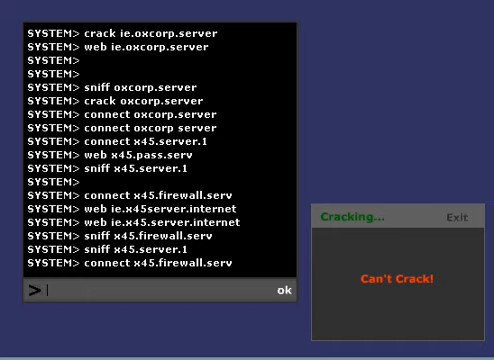 SYSTEM> crack ie.oxcorp.server
SYSTEM> web ie.oxcorp.server
SYSTEM>
SYSTEM>
SYSTEM> sniff oxcorp.server
SYSTEM> crack oxcorp.server
SYSTEM> connect oxcorp.server
SYSTEM> connect oxcorp server
SYSTEM> connect x45.server.1
SYSTEM> web x45.pass.serv
SYSTEM> sniff x45.server.1
SYSTEM>
SYSTEM> connect x45.firewall.serv
SYSTEM> web ie.x45server.internet
SYSTEM> web ie.x45.server.internet
SYSTEM> sniff x45.firewall.serv
SYSTEM> sniff x45.server.1
SYSTEM> connect x45.firewall.serv
> ok
Cracking... Exit
Can't Crack!